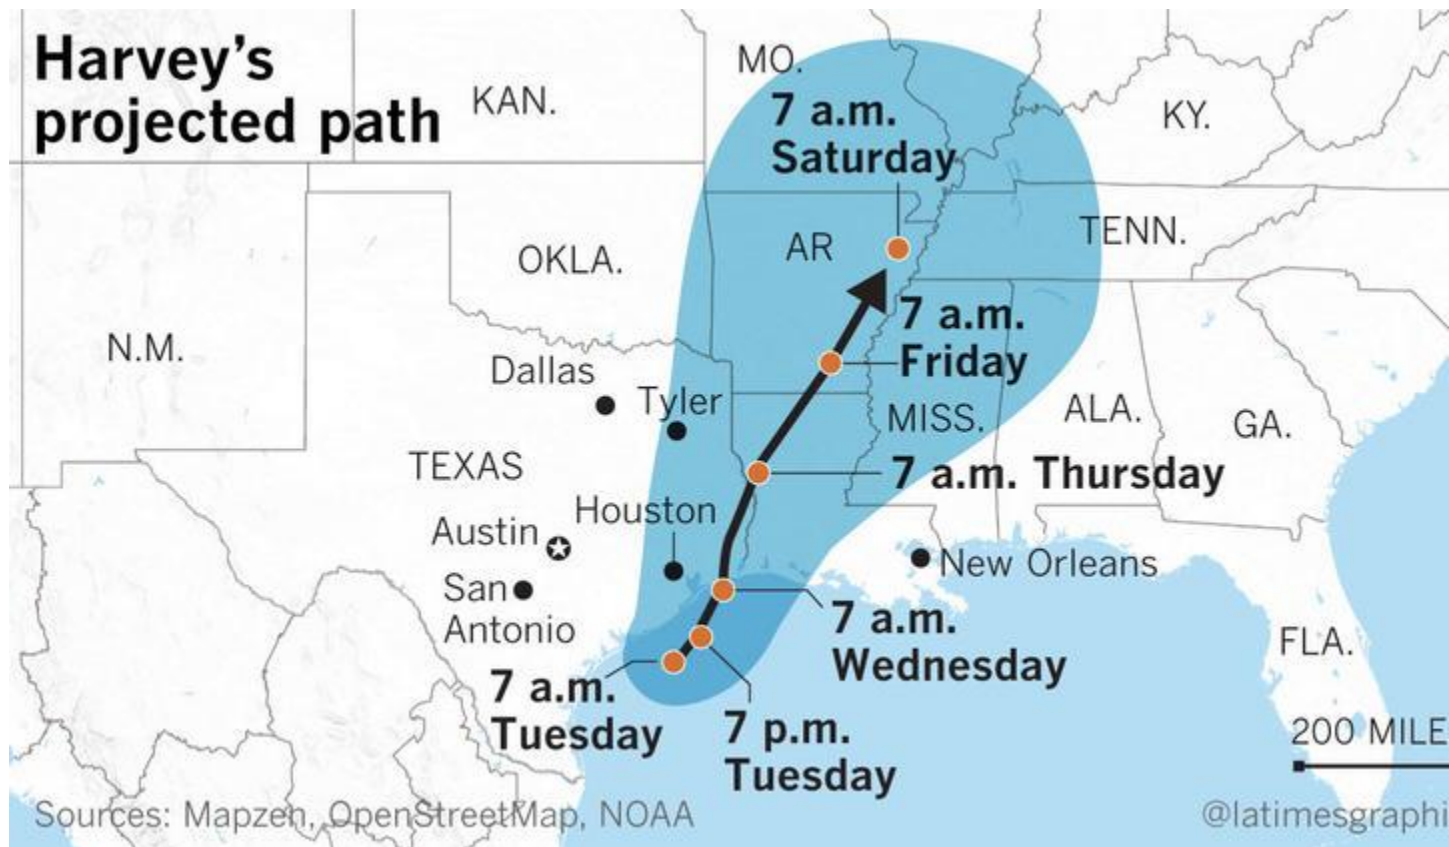 Harvey's
projected path
MO.
KAN.
KY.
7 a.m.
Saturday
TENN.
AR
OKLA.
7 a.m.
Friday
N.M.
Dallas
Tyler
MISS.
ALA.
GA.
TEXAS
7 a.m. Thursday
Houston
Austin
New Orleans
San
Antonio
7 a.m.
Wednesday
FLA.
7 a.m.
Tuesday
7 p.m.
Tuesday
200 MILE
Sources: Mapzen, OpenStreetMap, NOAA
@latimesgraphi